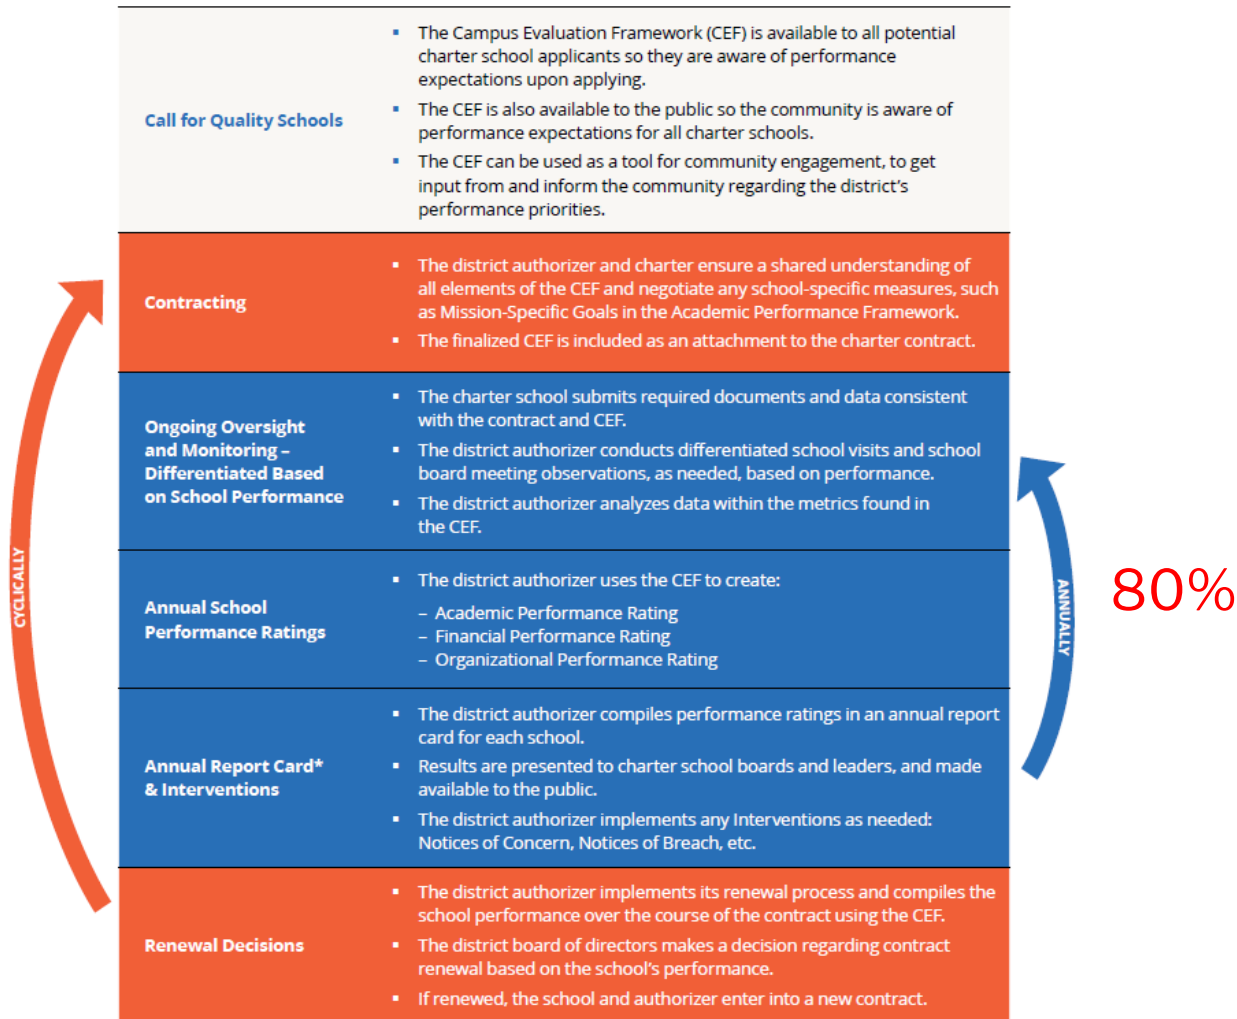 ▪ The Campus Evaluation Framework (CEF) is available to all potential
charter school applicants so they are aware of performance
expectations upon applying.
Call for Quality Schools
▪ The CEF is also available to the public so the community is aware of
performance expectations for all charter schools.
▪ The CEF can be used as a tool for community engagement, to get
input from and inform the community regarding the district's
performance priorities.
Contracting
▪ The district authorizer and charter ensure a shared understanding of
all elements of the CEF and negotiate any school-specific measures, such
as Mission-Specific Goals in the Academic Performance Framework.
▪ The finalized CEF is included as an attachment to the charter contract.
Ongoing Oversight
and Monitoring –
Differentiated Based
on School Performance
▪ The charter school submits required documents and data consistent
with the contract and CEF.
▪ The district authorizer conducts differentiated school visits and school
board meeting observations, as needed, based on performance.
▪ The district authorizer analyzes data within the metrics found in
the CEF.
Annual School
Performance Ratings
▪ The district authorizer uses the CEF to create:
– Academic Performance Rating
– Financial Performance Rating
– Organizational Performance Rating
Annual Report Card*
& Interventions
▪ The district authorizer compiles performance ratings in an annual report
card for each school.
▪ Results are presented to charter school boards and leaders, and made
available to the public.
▪ The district authorizer implements any Interventions as needed:
Notices of Concern, Notices of Breach, etc.
Renewal Decisions
▪ The district authorizer implements its renewal process and compiles the
school performance over the course of the contract using the CEF.
▪ The district board of directors makes a decision regarding contract
renewal based on the school's performance.
▪ If renewed, the school and authorizer enter into a new contract.
CYCLICALLY
ANNUALLY
80%